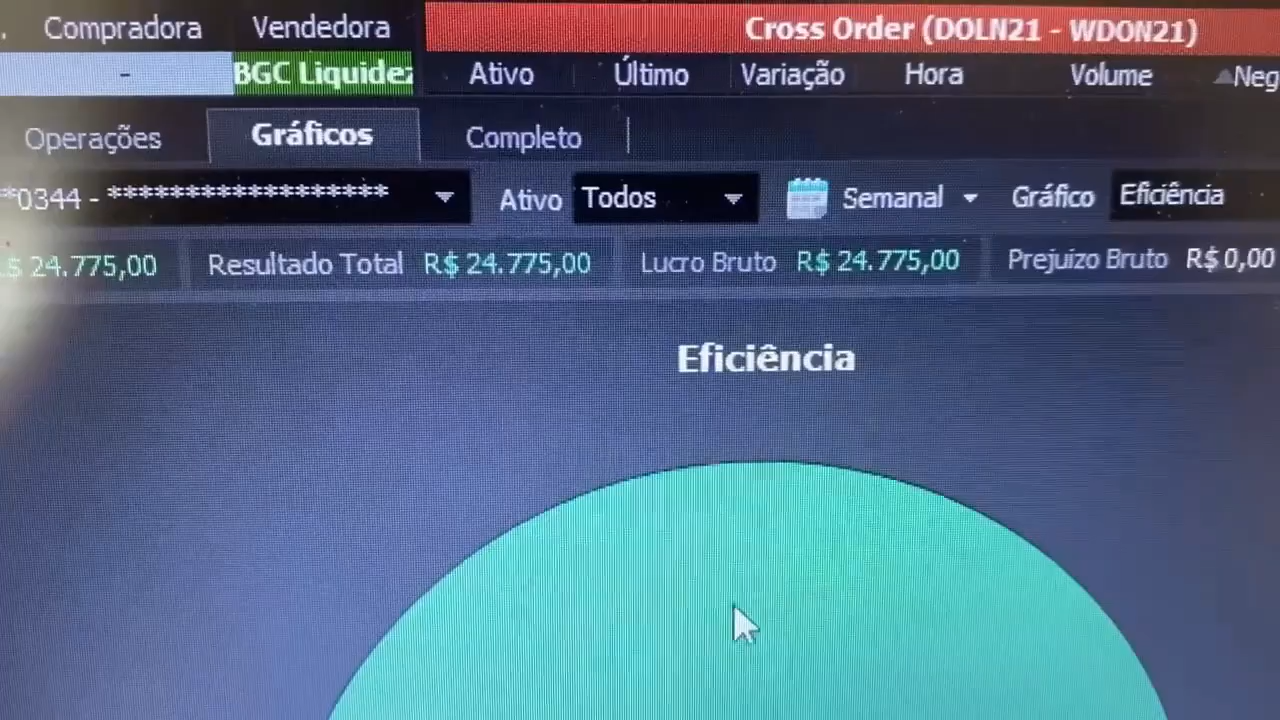 Compradora Vendedora Cross Order (DOLN21 - WDON21)
- BGC Liquidez Ativo Último Variação Hora Volume Neg
Operações Gráficos Completo
**0344 - ****************** Ativo Todos Semanal Gráfico Eficiência
$ 24.775,00 Resultado Total R$ 24.775,00 Lucro Bruto R$ 24.775,00 Prejuizo Bruto R$ 0,00
Eficiência